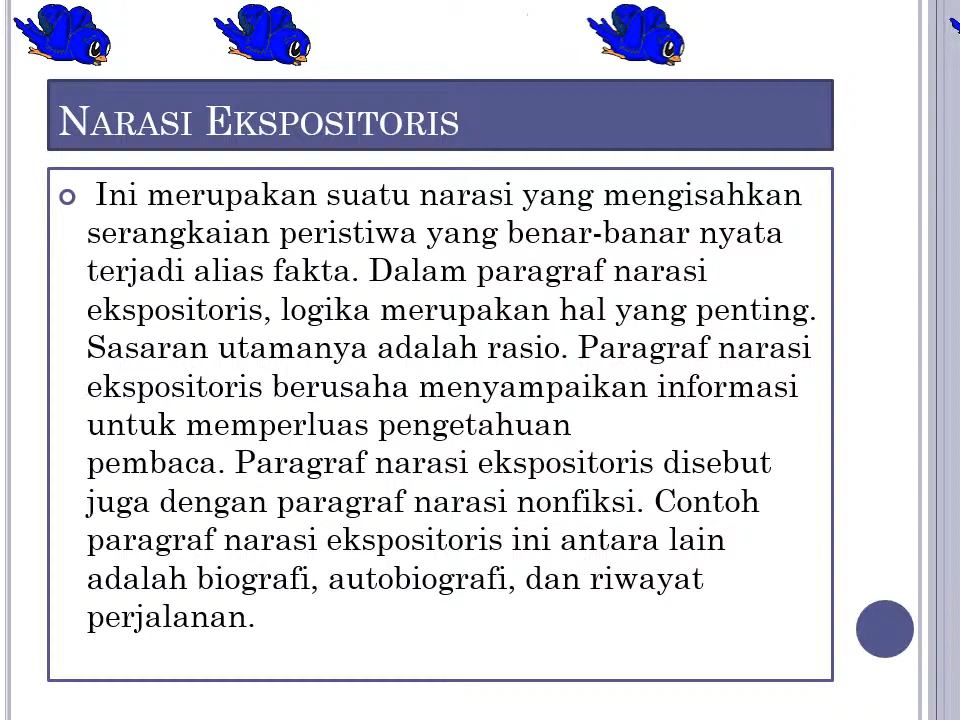 Narasi Ekspositoris
Ini merupakan suatu narasi yang mengisahkan
serangkaian peristiwa yang benar-banar nyata
terjadi alias fakta. Dalam paragraf narasi
ekspositoris, logika merupakan hal yang penting.
Sasaran utamanya adalah rasio. Paragraf narasi
ekspositoris berusaha menyampaikan informasi
untuk memperluas pengetahuan
pembaca. Paragraf narasi ekspositoris disebut
juga dengan paragraf narasi nonfiksi. Contoh
paragraf narasi ekspositoris ini antara lain
adalah biografi, autobiografi, dan riwayat
perjalanan.